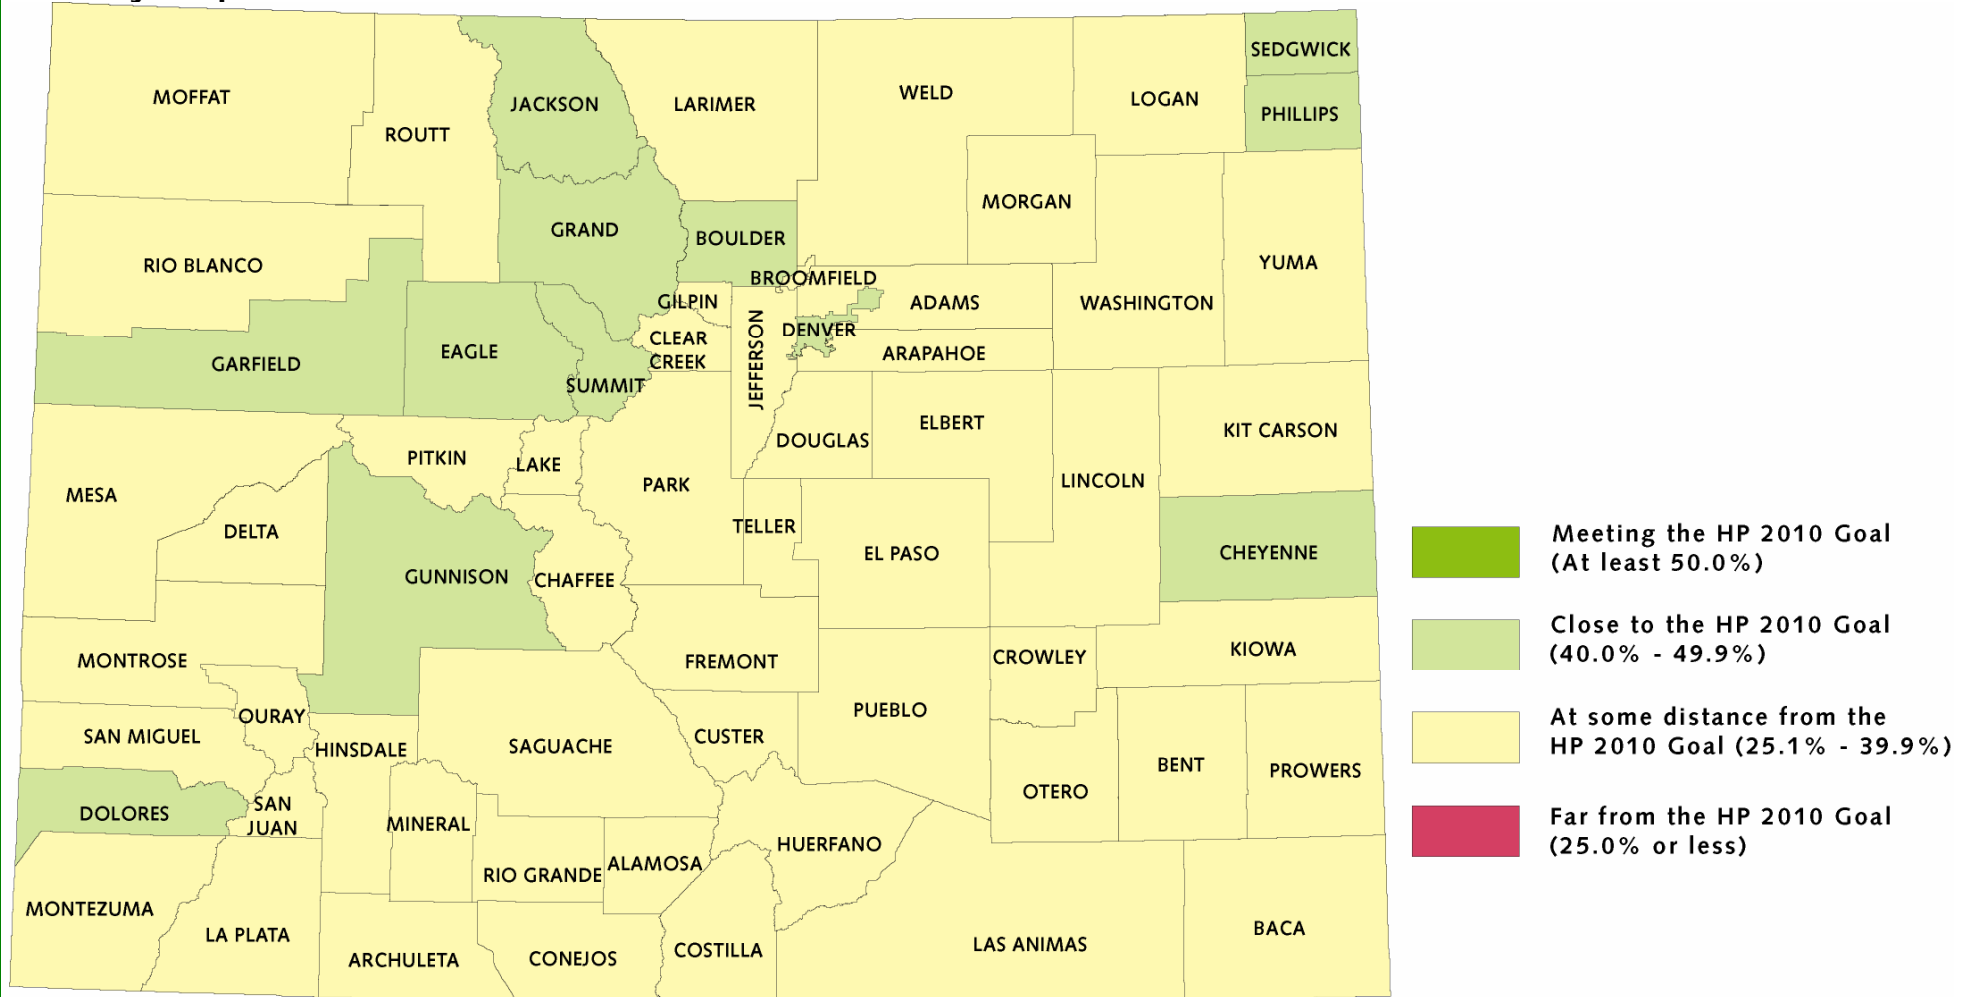 SEDGWICK
MOFFAT
JACKSON
LARIMER
WELD
LOGAN
PHILLIPS
ROUTT
MORGAN
GRAND
BOULDER
RIO BLANCO
YUMA
BROOMFIELD
GILPIN
ADAMS
WASHINGTON
DENVER
CLEAR
CREEK
JEFFERSON
ARAPAHOE
GARFIELD
EAGLE
SUMMIT
ELBERT
KIT CARSON
DOUGLAS
PITKIN
LAKE
PARK
LINCOLN
MESA
DELTA
TELLER
EL PASO
CHEYENNE
GUNNISON
CHAFFEE
MONTROSE
FREMONT
CROWLEY
KIOWA
OURAY
PUEBLO
SAN MIGUEL
HINSDALE
SAGUACHE
CUSTER
BENT
PROWERS
OTERO
DOLORES
SAN
JUAN
MINERAL
HUERFANO
ALAMOSA
RIO GRANDE
MONTEZUMA
LA PLATA
ARCHULETA
CONEJOS
COSTILLA
LAS ANIMAS
BACA
Meeting the HP 2010 Goal
(At least 50.0%)
Close to the HP 2010 Goal
(40.0% - 49.9%)
At some distance from the
HP 2010 Goal (25.1% - 39.9%)
Far from the HP 2010 Goal
(25.0% or less)